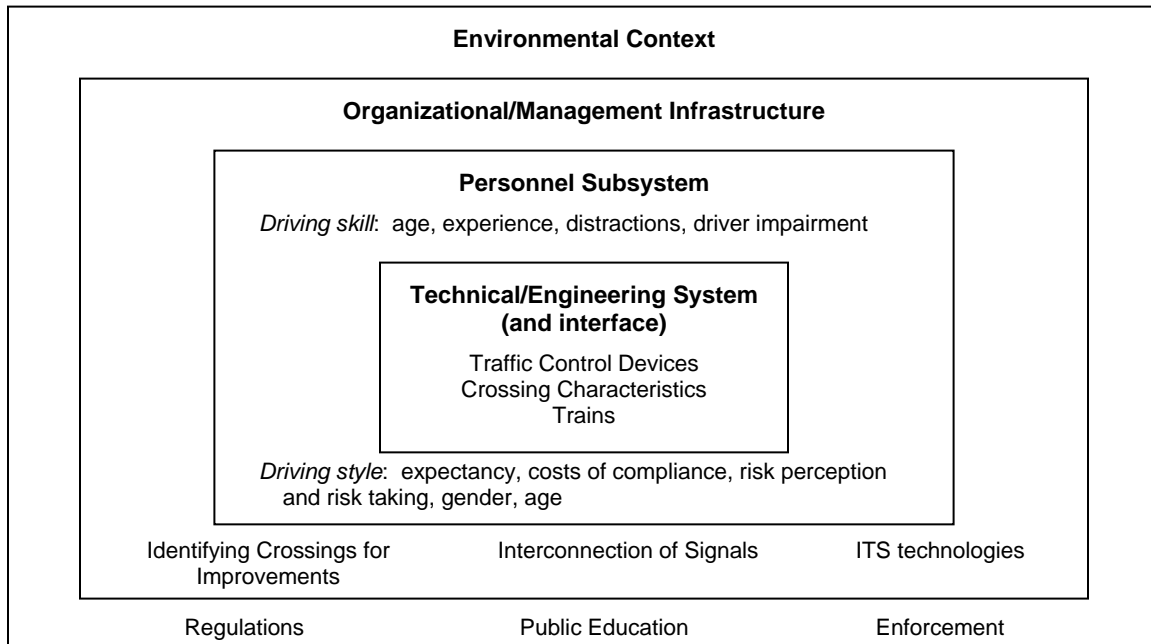 Environmental Context
Organizational/Management Infrastructure
Personnel Subsystem
Driving skill: age, experience, distractions, driver impairment
Technical/Engineering System
(and interface)
Traffic Control Devices
Crossing Characteristics
Trains
Driving style: expectancy, costs of compliance, risk perception
and risk taking, gender, age
Identifying Crossings for
Improvements
Interconnection of Signals
ITS technologies
Regulations
Public Education
Enforcement